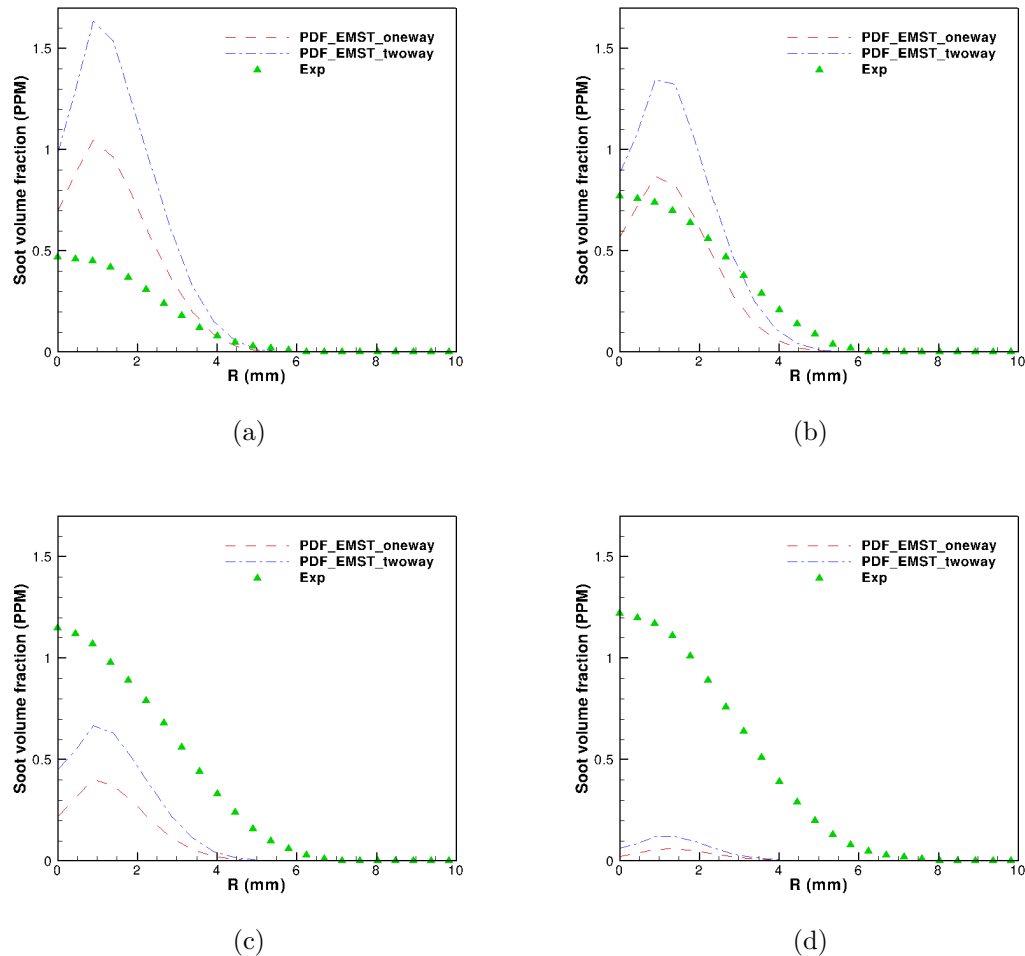 PDF_EMST_oneway
PDF_EMST_twoway
Exp
Soot volume fraction (PPM)
1.5
1
0.5
0
0 2 4 6 8 10
R (mm)
(a)
PDF_EMST_oneway
PDF_EMST_twoway
Exp
Soot volume fraction (PPM)
1.5
1
0.5
0
0 2 4 6 8 10
R (mm)
(b)
PDF_EMST_oneway
PDF_EMST_twoway
Exp
Soot volume fraction (PPM)
1.5
1
0.5
0
0 2 4 6 8 10
R (mm)
(c)
PDF_EMST_oneway
PDF_EMST_twoway
Exp
Soot volume fraction (PPM)
1.5
1
0.5
0
0 2 4 6 8 10
R (mm)
(d)